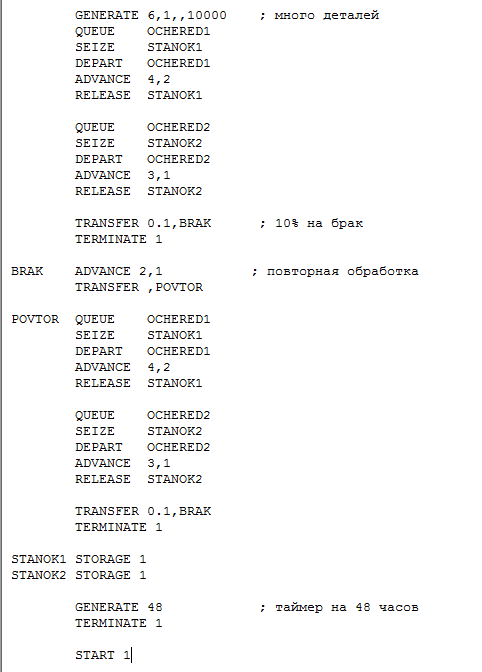 GENERATE 6,1,,10000 ; много деталей
QUEUE OCHERED1
SEIZE STANOK1
DEPART OCHERED1
ADVANCE 4,2
RELEASE STANOK1
QUEUE OCHERED2
SEIZE STANOK2
DEPART OCHERED2
ADVANCE 3,1
RELEASE STANOK2
TRANSFER 0.1,BRAK ; 10% на брак
TERMINATE 1
BRAK ADVANCE 2,1 ; повторная обработка
TRANSFER ,POVTOR
POVTOR QUEUE OCHERED1
SEIZE STANOK1
DEPART OCHERED1
ADVANCE 4,2
RELEASE STANOK1
QUEUE OCHERED2
SEIZE STANOK2
DEPART OCHERED2
ADVANCE 3,1
RELEASE STANOK2
TRANSFER 0.1,BRAK
TERMINATE 1
STANOK1 STORAGE 1
STANOK2 STORAGE 1
GENERATE 48 ; таймер на 48 часов
TERMINATE 1
START 1